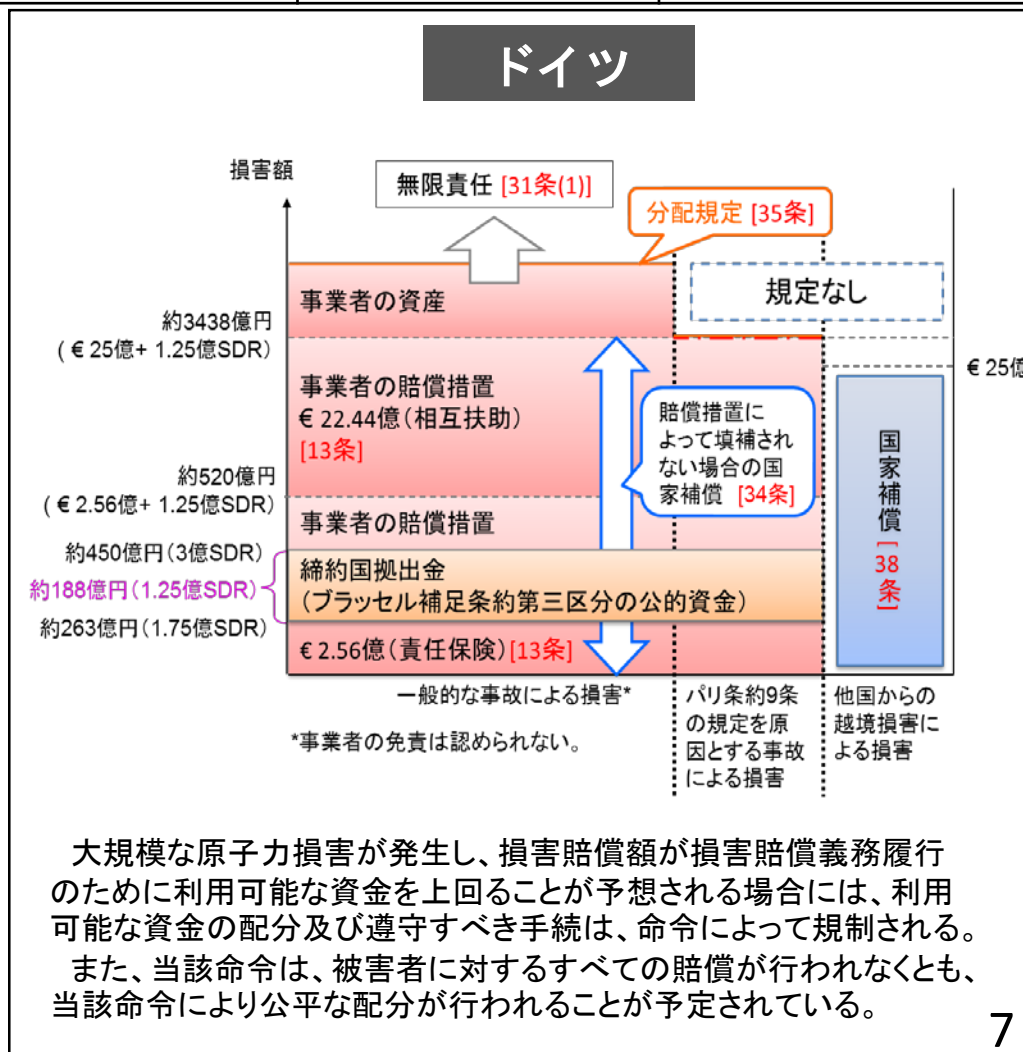 ドイツ
損害額
無限責任 [31条(1)]
分配規定 [35条]
規定なし
事業者の資産
約3438億円
(€25億+ 1.25億SDR)
€ 25億
事業者の賠償措置
€ 22.44億(相互扶助)
[13条]
賠償措置に
よって填補され
ない場合の国
家補償 [34条]
国家補償[38条]
約520億円
(€2.56億+ 1.25億SDR)
事業者の賠償措置
約450億円(3億SDR)
約188億円(1.25億SDR)
約263億円(1.75億SDR)
締約国拠出金
(ブラッセル補足条約第三区分の公的資金)
€ 2.56億(責任保険)[13条]
一般的な事故による損害*
*事業者の免責は認められない。
パリ条約9条
の規定を原
因とする事故
による損害
他国からの
越境損害に
よる損害
大規模な原子力損害が発生し、損害賠償額が損害賠償義務履行
のために利用可能な資金を上回ることが予想される場合には、利用
可能な資金の配分及び遵守すべき手続は、命令によって規制される。
また、当該命令は、被害者に対するすべての賠償が行われなくとも、
当該命令により公平な配分が行われることが予定されている。
7